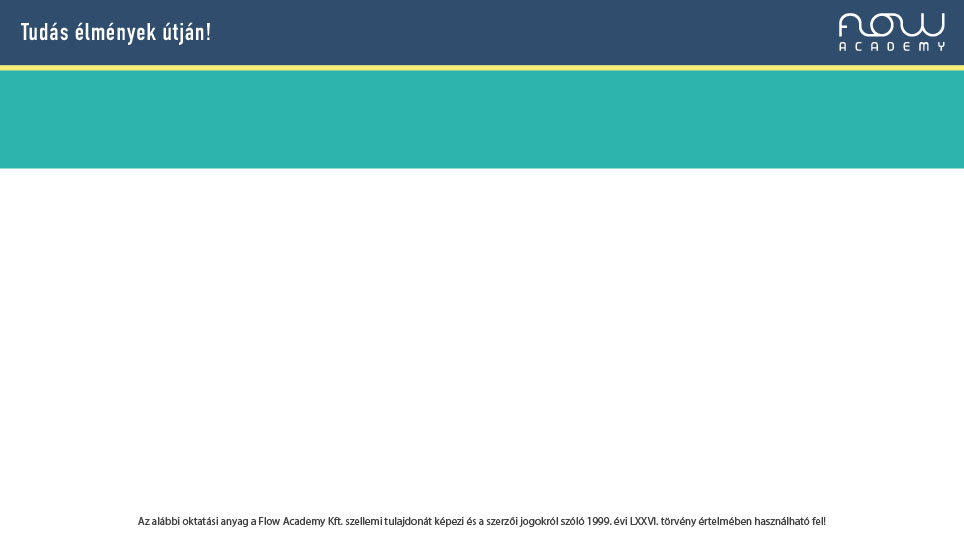 Tudás élmények útján!
flow
ACADEMY
Az alábbi oktatási anyag a Flow Academy Kft. szellemi tulajdonát képezi és a szerzői jogokról szóló 1999. évi LXXVI. törvény értelmében használható fel!